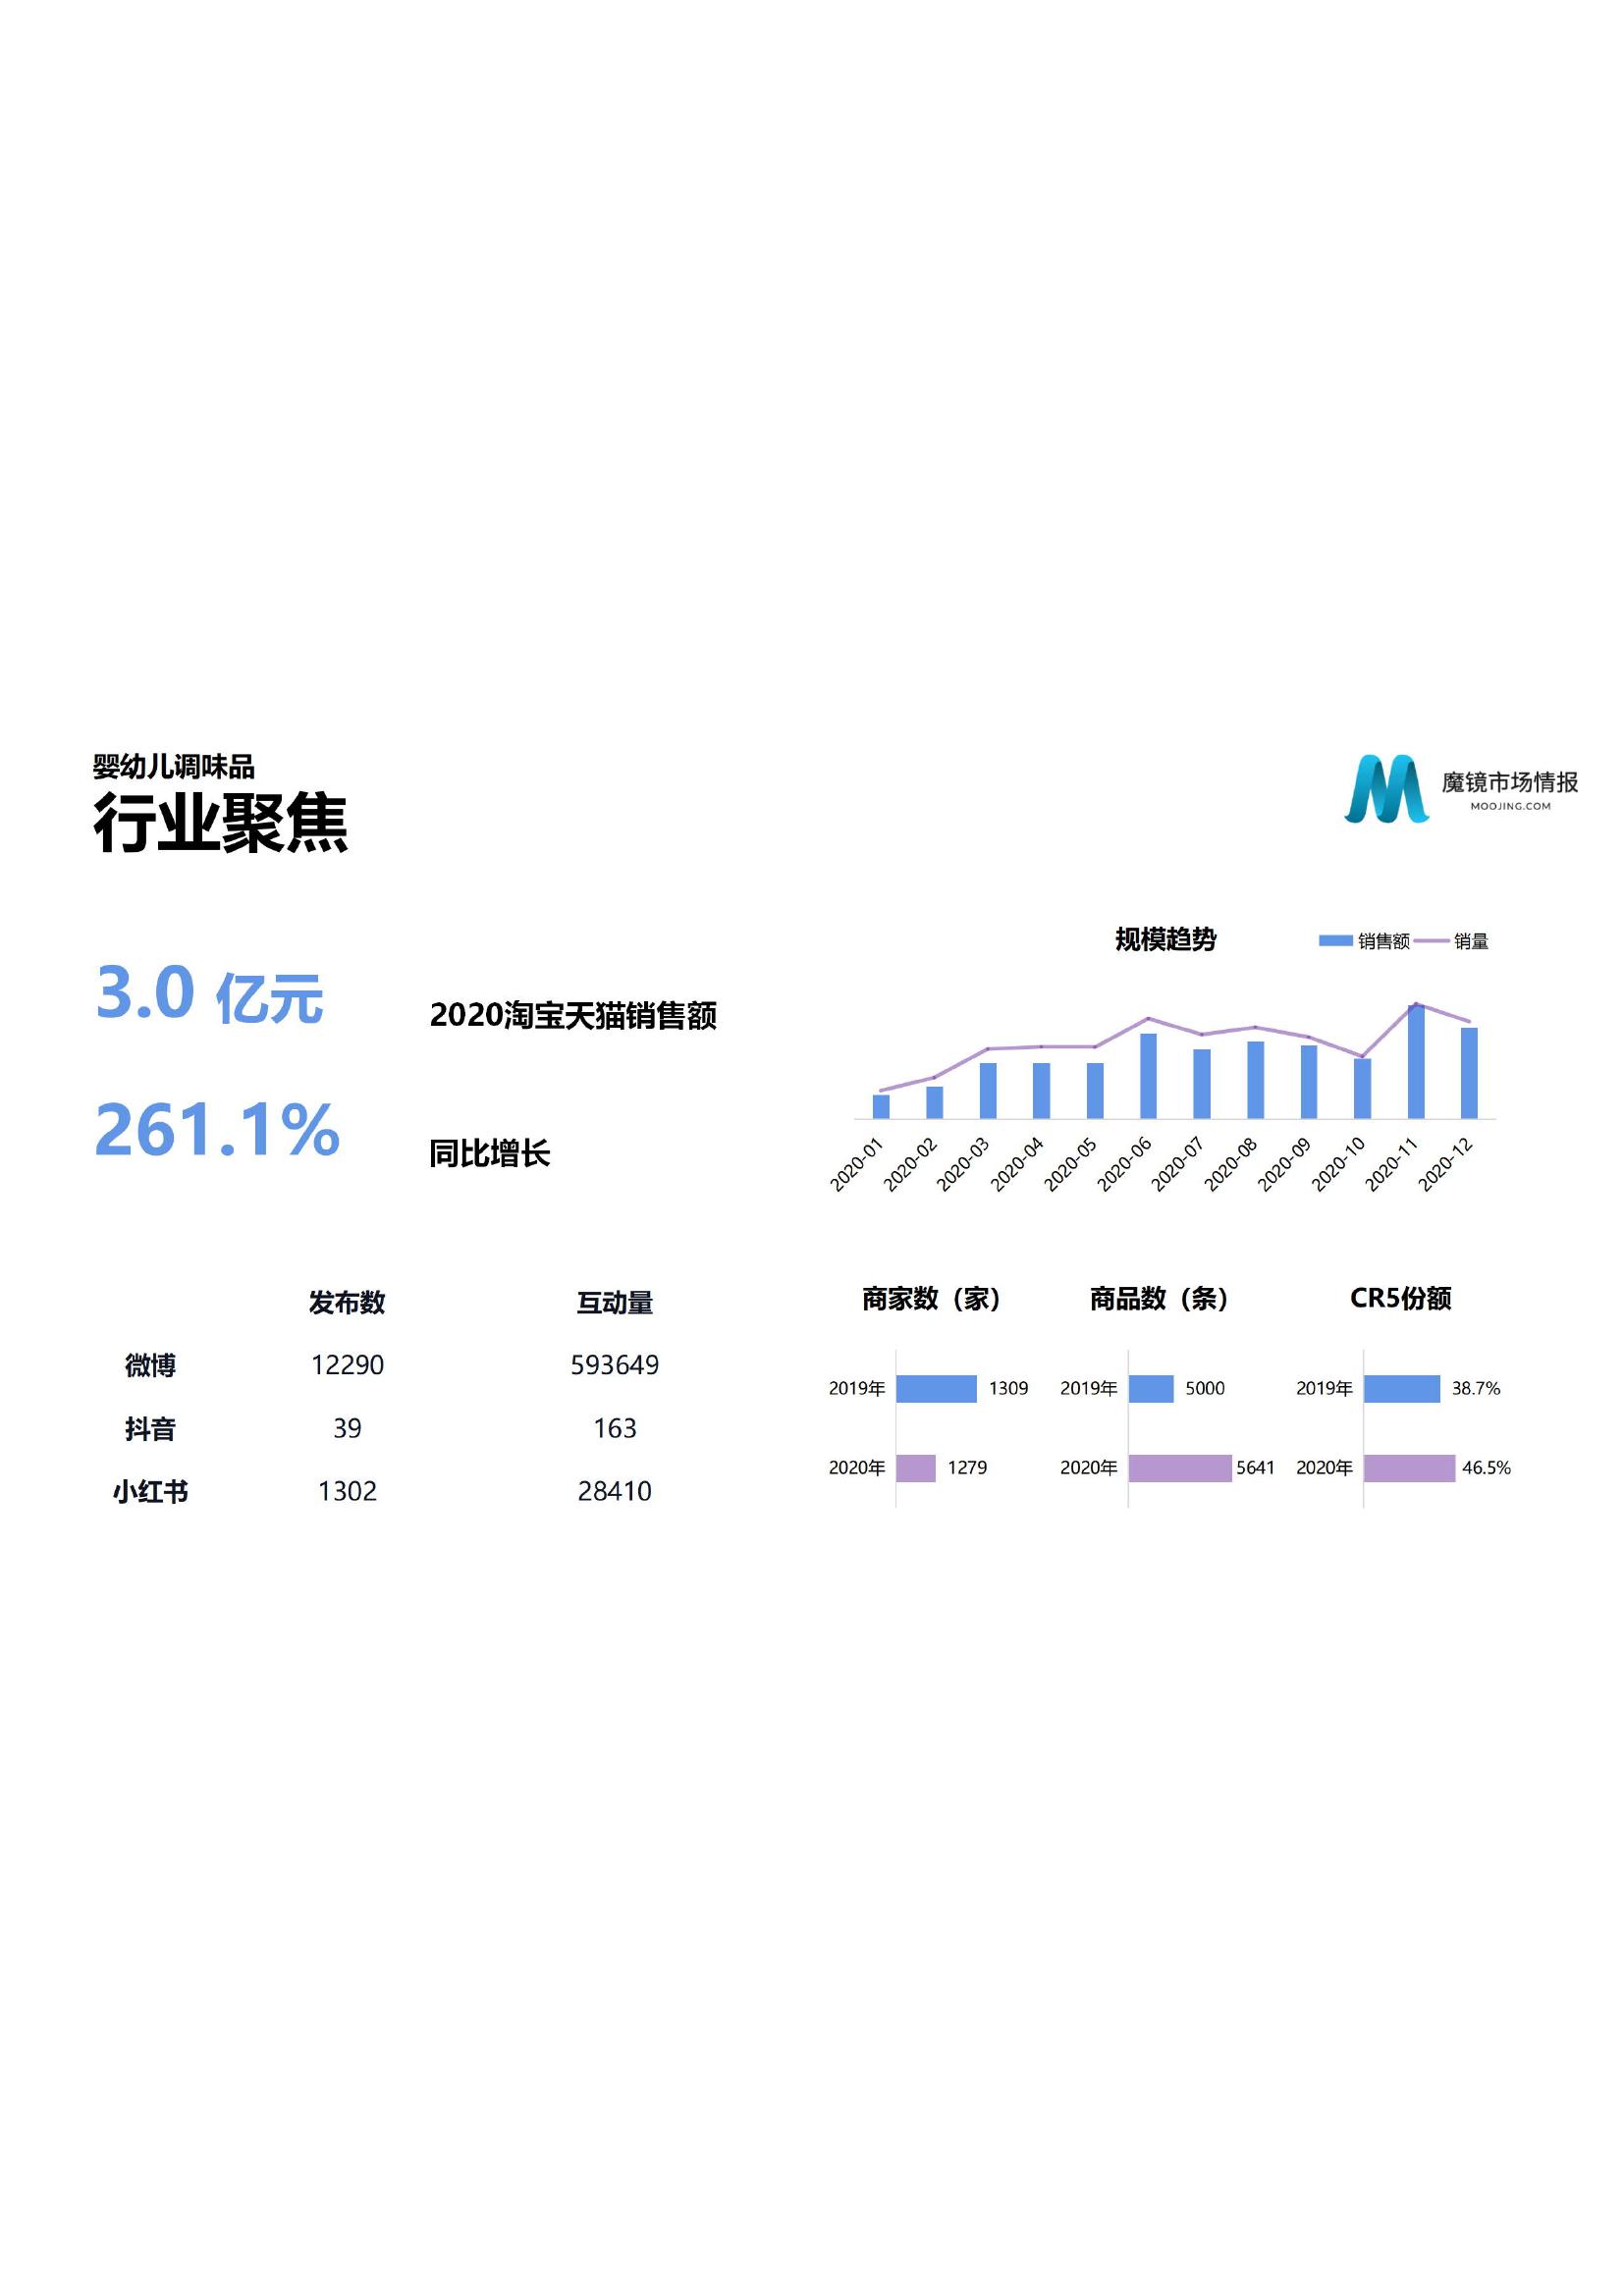 婴幼儿调味品
行业聚焦
魔镜市场情报
MOOJING.COM
3.0 亿元
2020淘宝天猫销售额
261.1%
同比增长
规模趋势
销售额 销量
2020-01 2020-02 2020-03 2020-04 2020-05 2020-06 2020-07 2020-08 2020-09 2020-10 2020-11 2020-12
发布数 互动量
微博 12290 593649
抖音 39 163
小红书 1302 28410
商家数（家）
2019年 1309
2020年 1279
商品数（条）
2019年 5000
2020年 5641
CR5份额
2019年 38.7%
2020年 46.5%